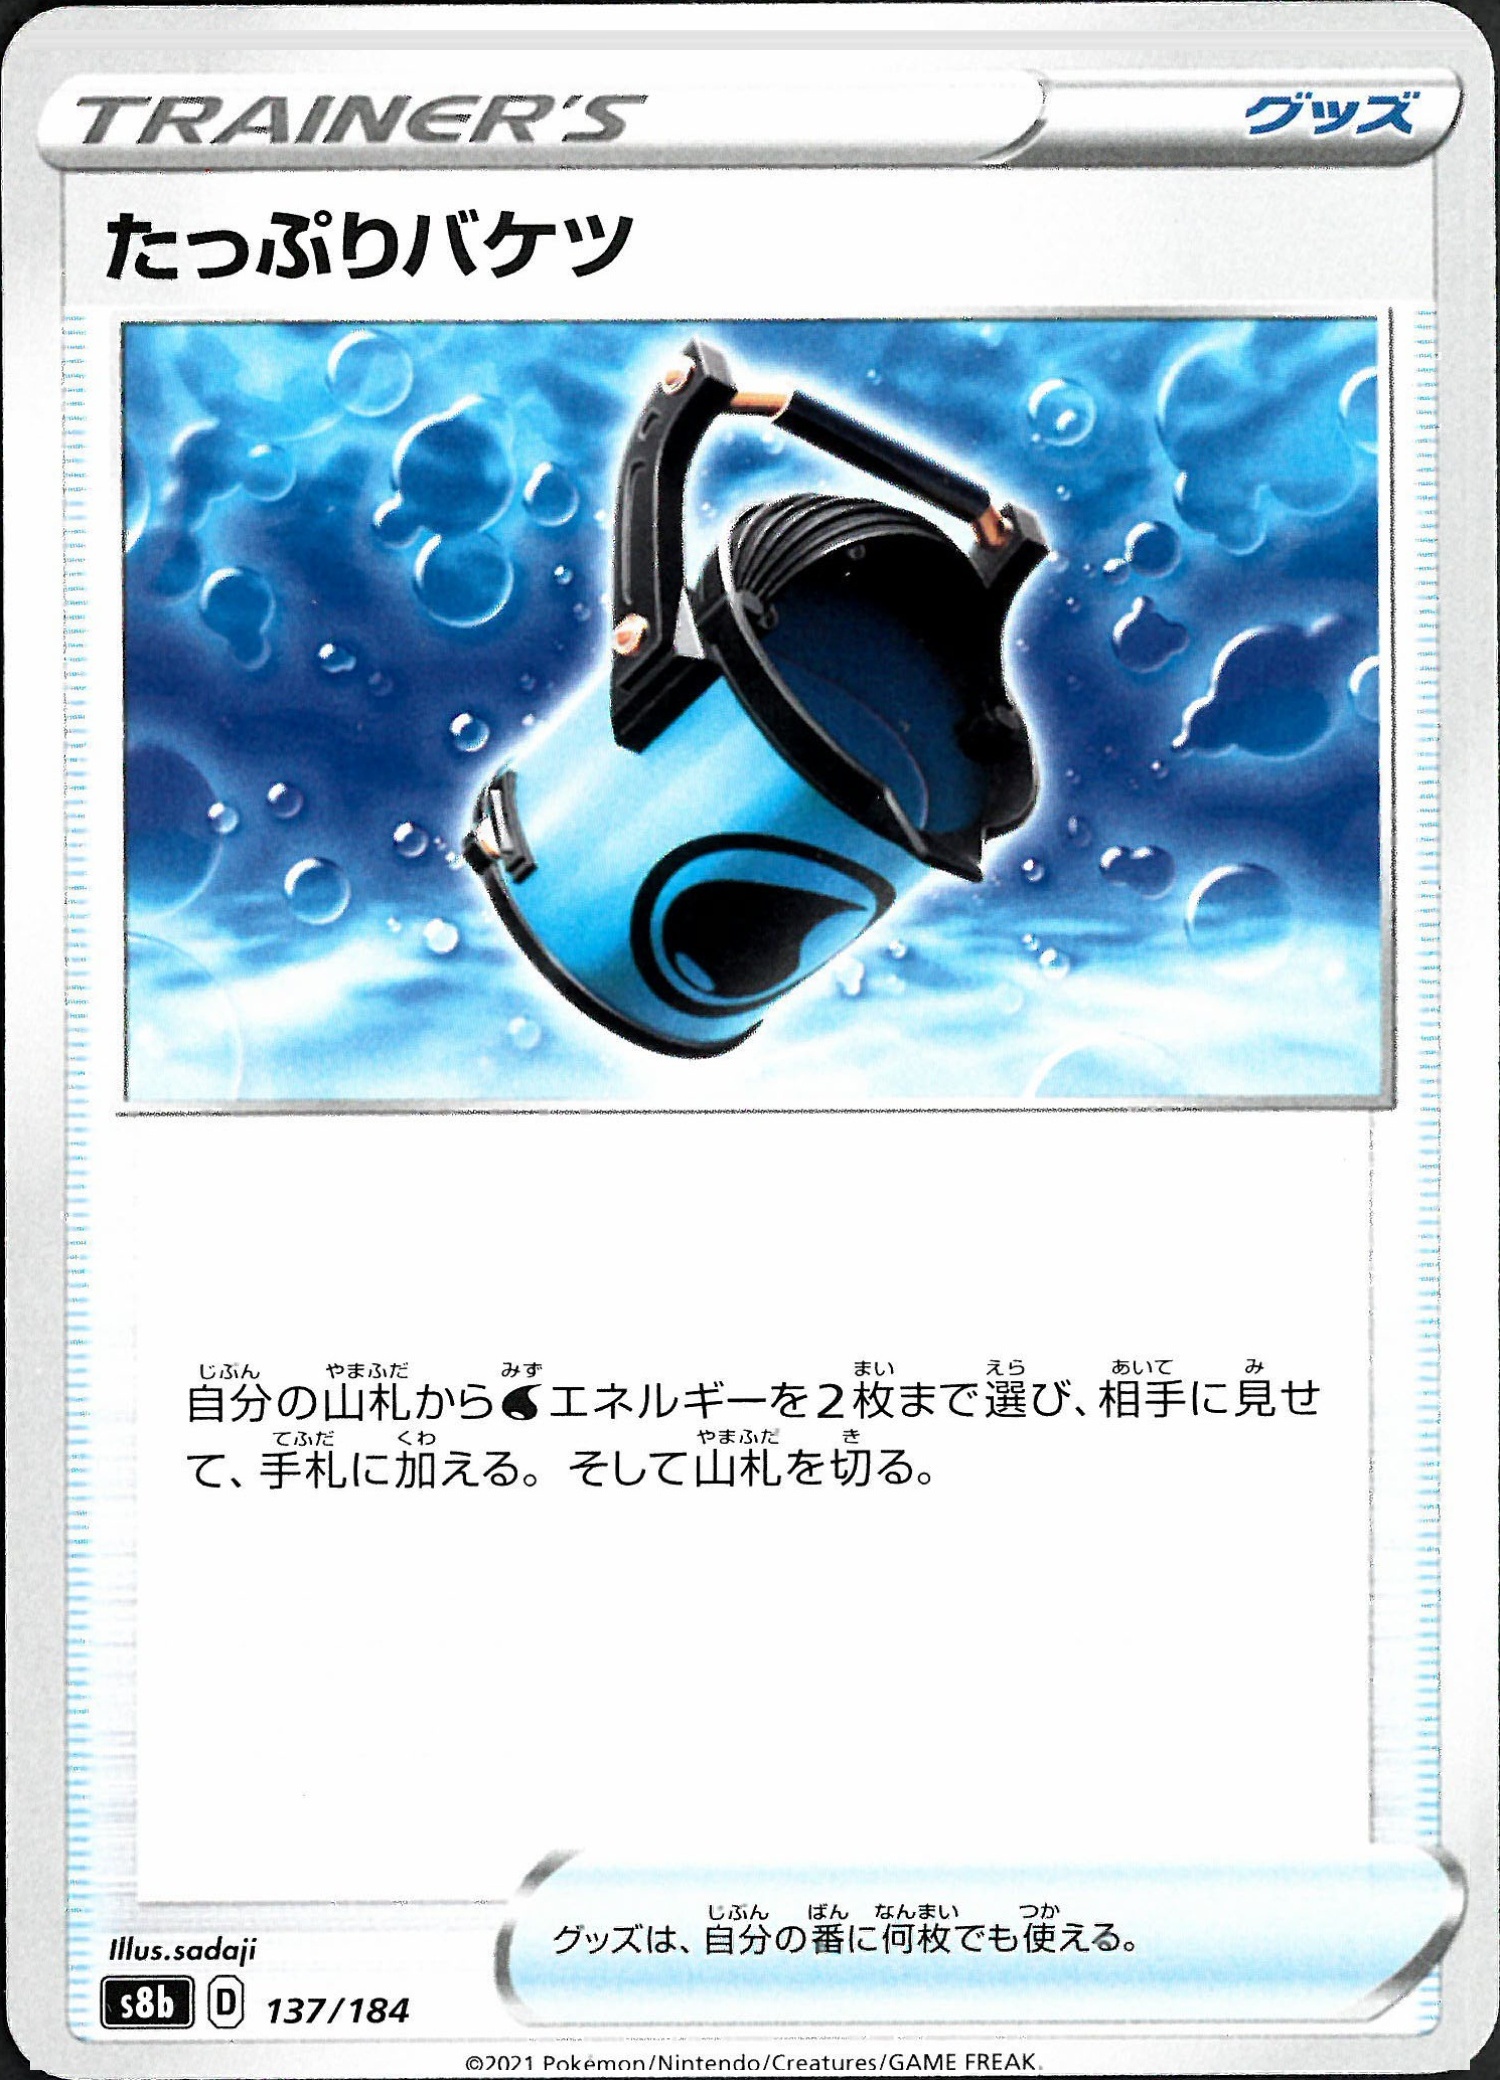 TRAINER'S
グッズ
たっぷりバケツ
じぶん やまふだ みず まい えら あいて み
自分の山札からエネルギーを2枚まで選び、相手に見せ
てふだ くわ やまふだ き
て、手札に加える。そして山札を切る。
じぶん ばん なんまい つか
グッズは、自分の番に何枚でも使える。
Illus.sadaji
s8b D 137/184
©2021 Pokémon/Nintendo/Creatures/GAME FREAK.